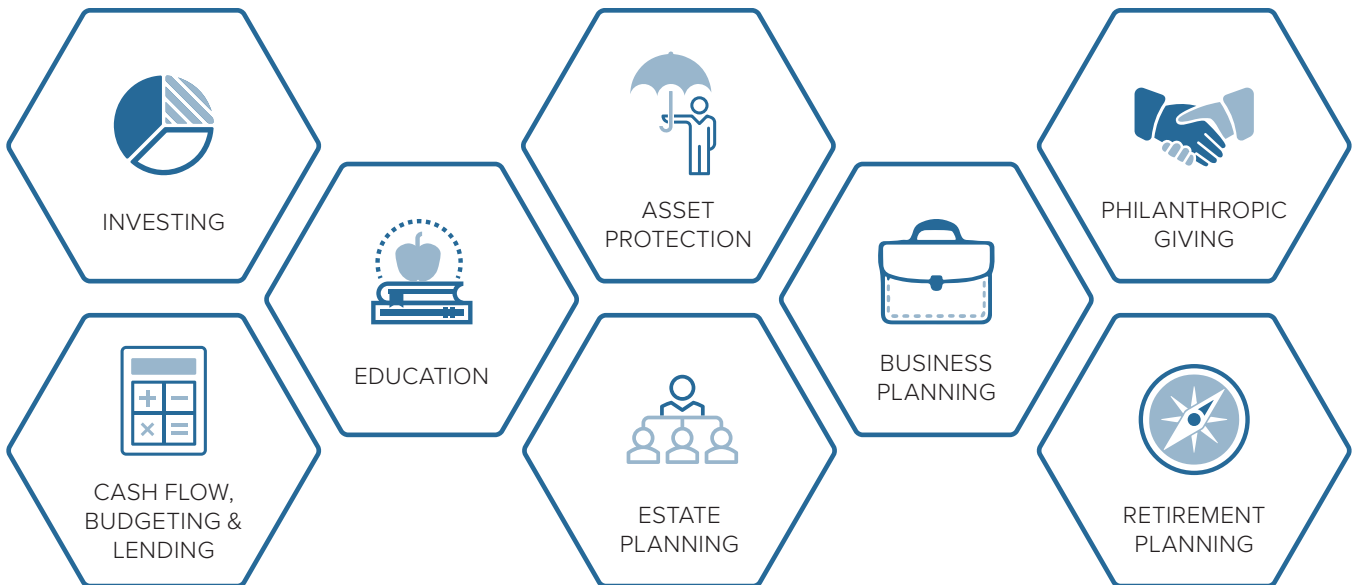 INVESTING
ASSET
PROTECTION
PHILANTHROPIC
GIVING
EDUCATION
BUSINESS
PLANNING
CASH FLOW,
BUDGETING &
LENDING
ESTATE
PLANNING
RETIREMENT
PLANNING